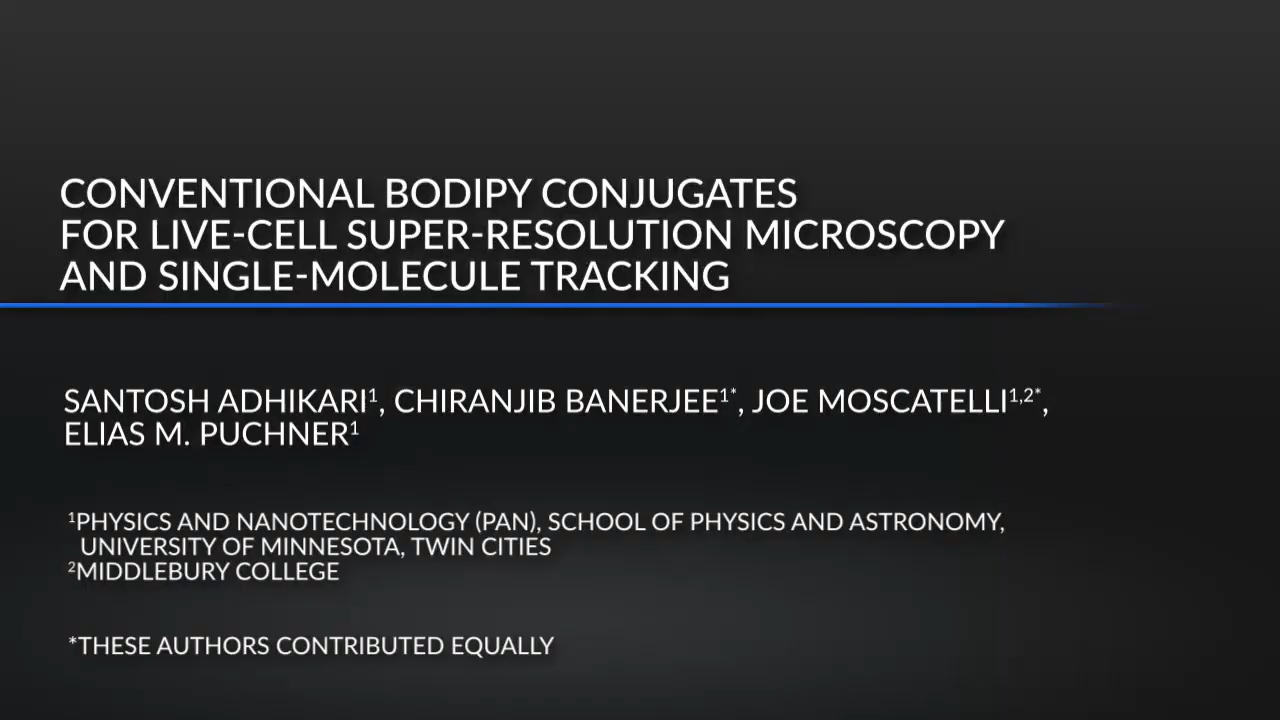 CONVENTIONAL BODIPY CONJUGATES
FOR LIVE-CELL SUPER-RESOLUTION MICROSCOPY
AND SINGLE-MOLECULE TRACKING
SANTOSH ADHIKARI¹, CHIRANJIB BANERJEE¹*, JOE MOSCATELLI¹,²*,
ELIAS M. PUCHNER¹
¹PHYSICS AND NANOTECHNOLOGY (PAN), SCHOOL OF PHYSICS AND ASTRONOMY,
UNIVERSITY OF MINNESOTA, TWIN CITIES
²MIDDLEBURY COLLEGE
*THESE AUTHORS CONTRIBUTED EQUALLY